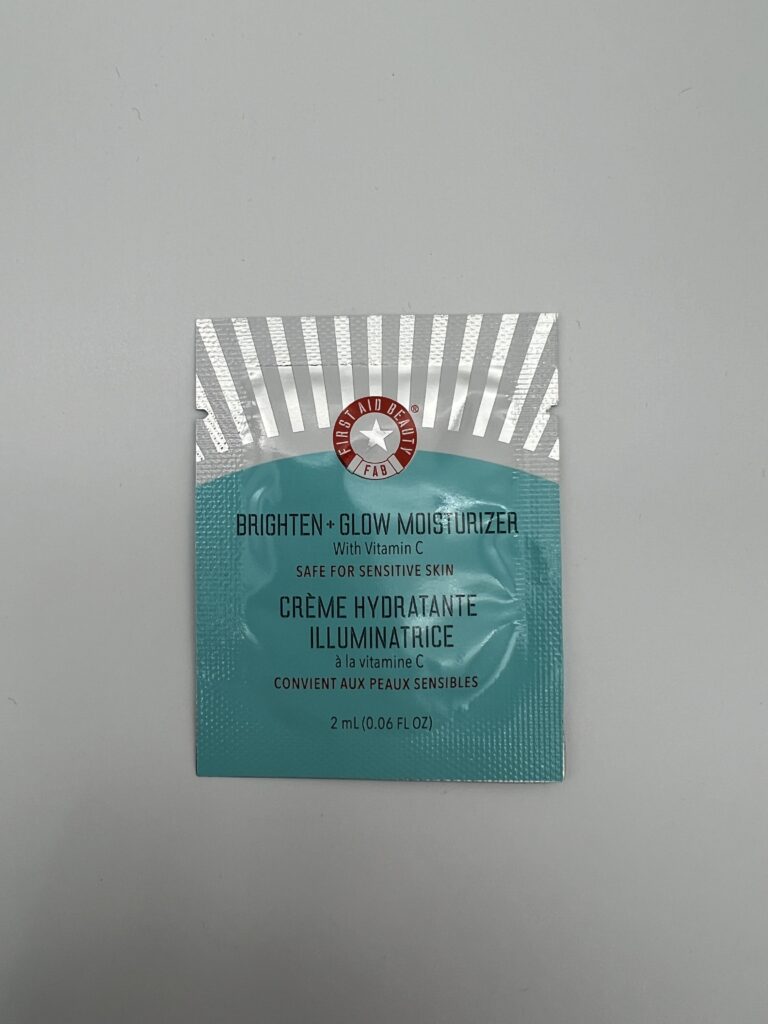 FIRST AID BEAUTY ®
FAB
BRIGHTEN + GLOW MOISTURIZER
With Vitamin C
SAFE FOR SENSITIVE SKIN
CRÈME HYDRATANTE
ILLUMINATRICE
à la vitamine C
CONVIENT AUX PEAUX SENSIBLES
2 mL (0.06 FL OZ)